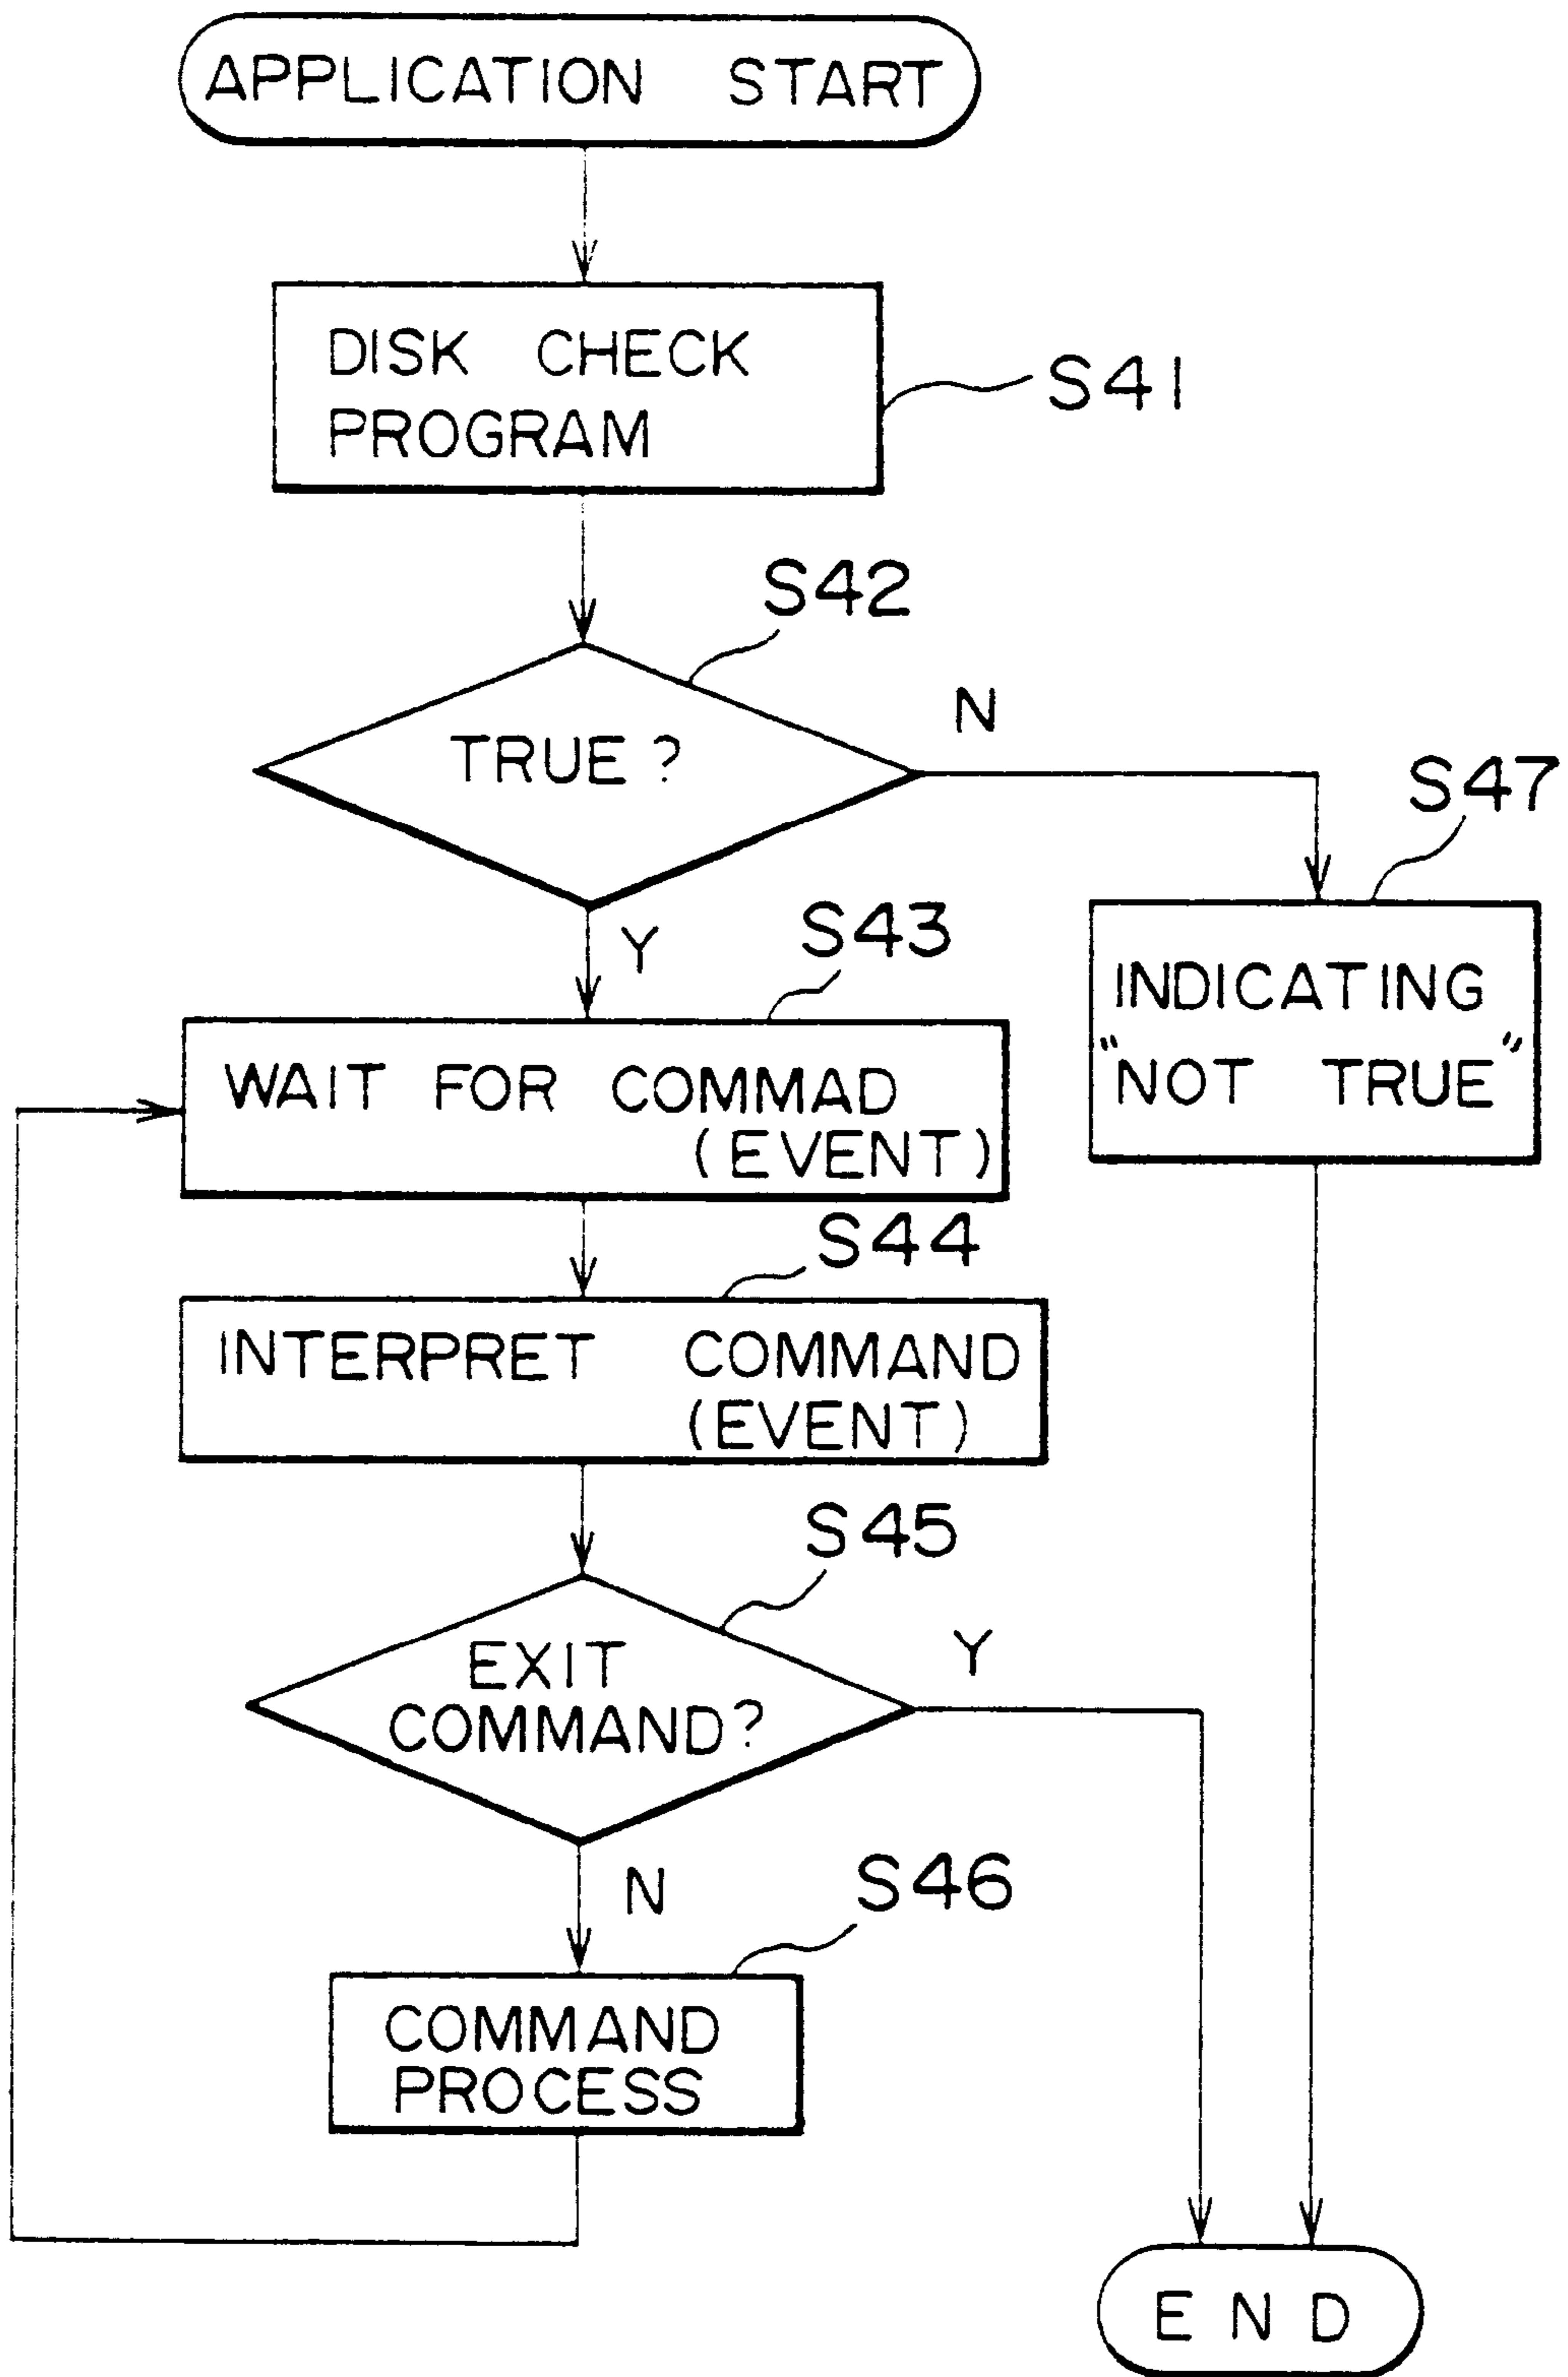 APPLICATION START
DISK CHECK
PROGRAM
S41
S42
TRUE?
N
S47
Y
S43
INDICATING
"NOT TRUE"
WAIT FOR COMMAD
(EVENT)
S44
INTERPRET COMMAND
(EVENT)
S45
EXIT
COMMAND?
Y
N
S46
COMMAND
PROCESS
END